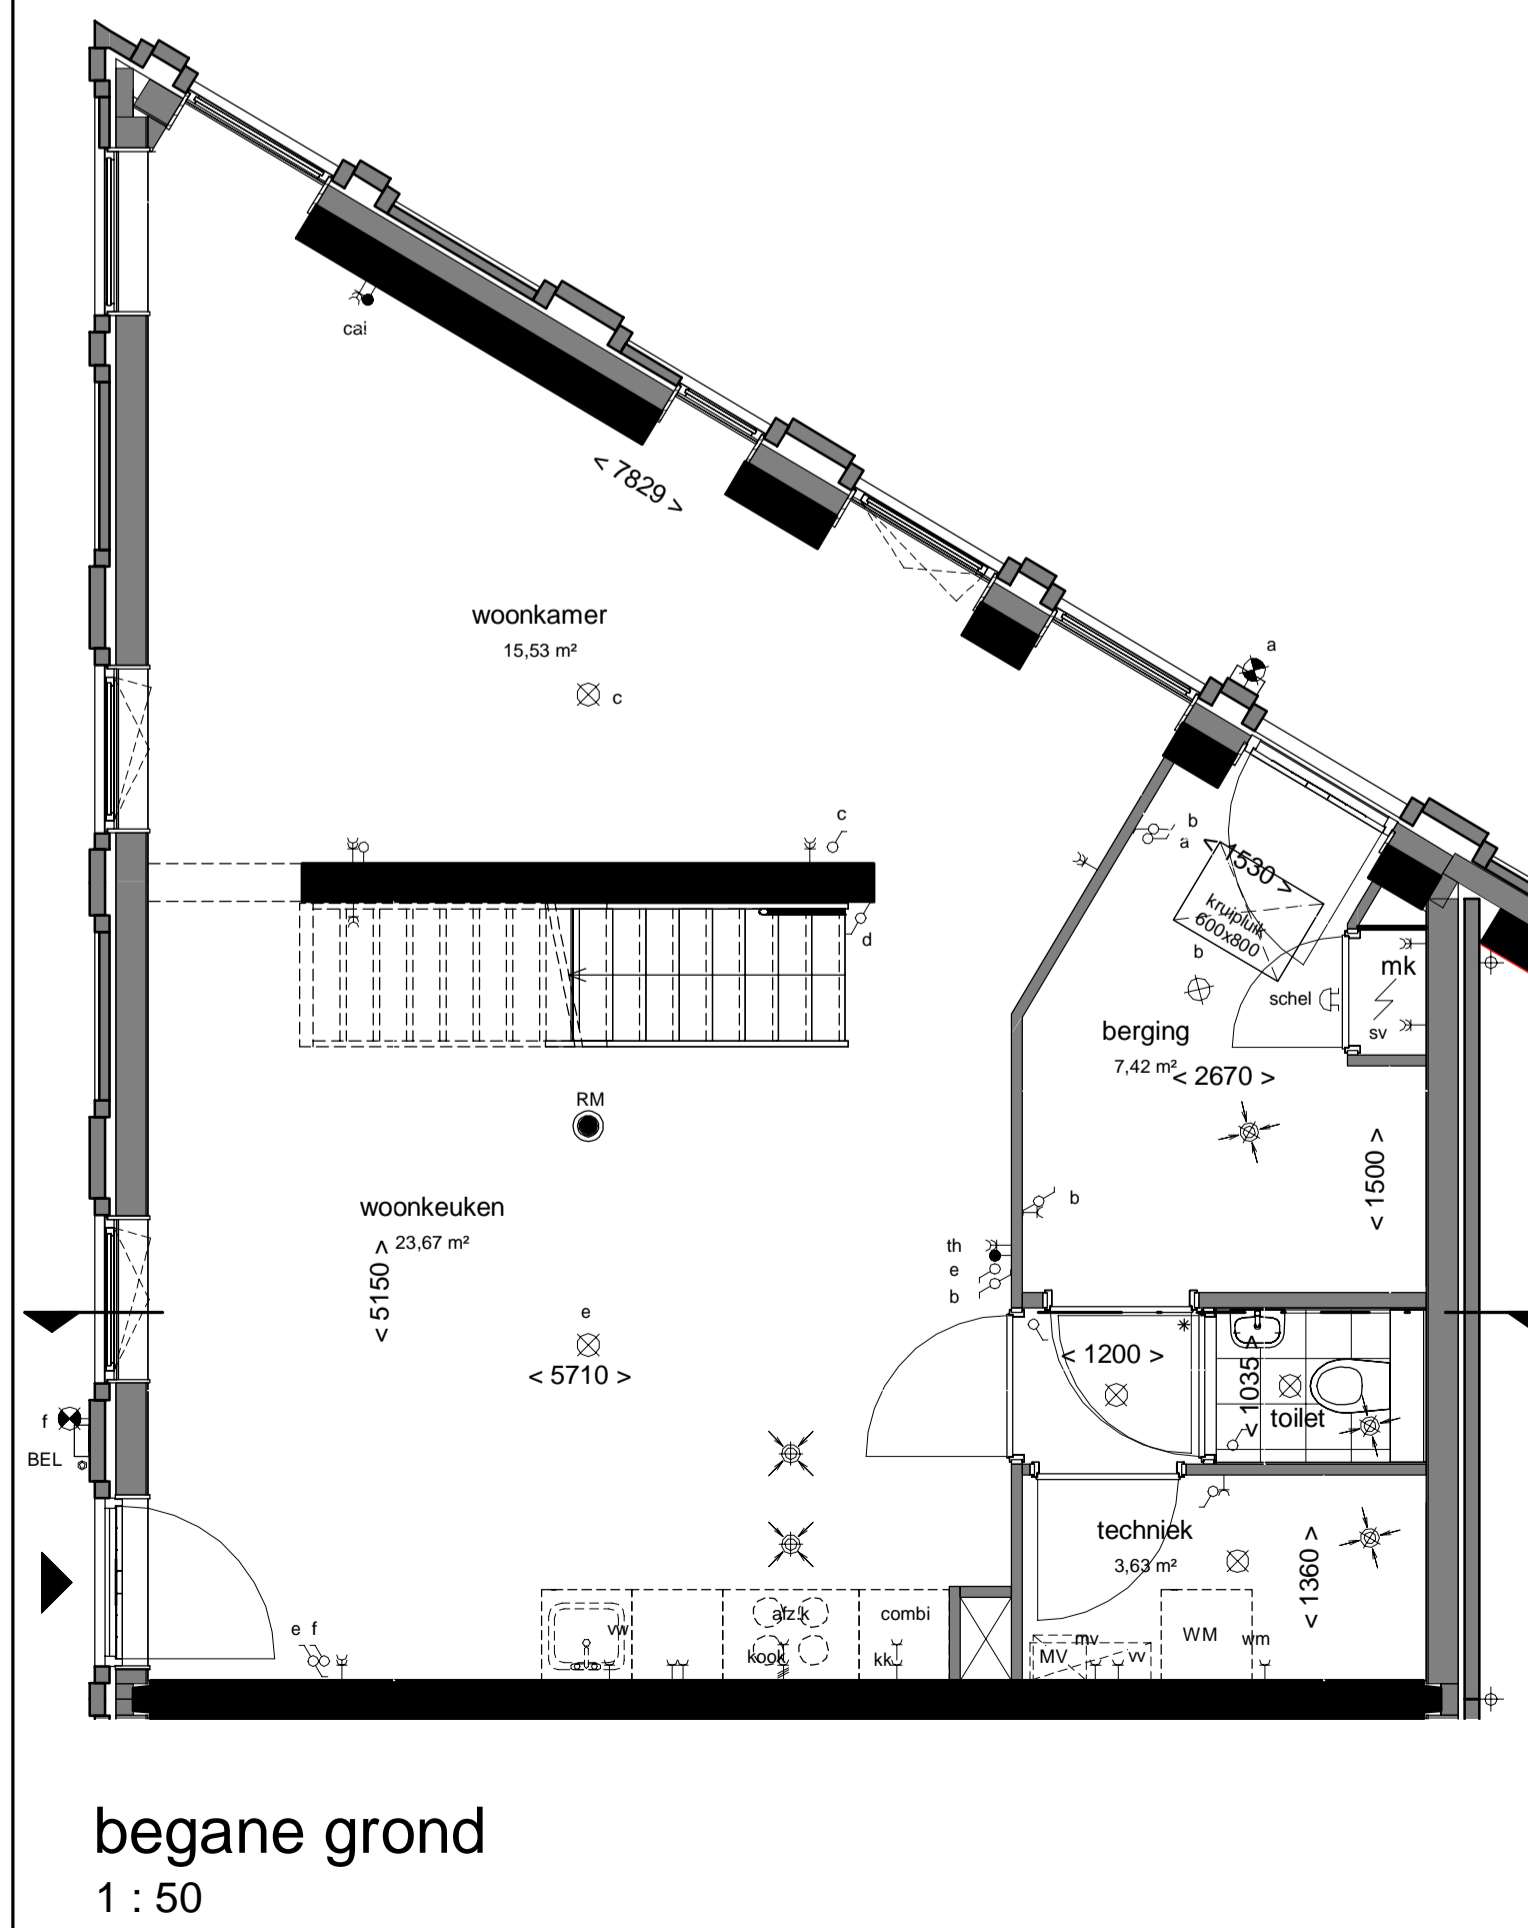 cai
< 7829 >
woonkamer
15,53 m²
c
a
c
b
a
< 1530 >
kruipluik
600x800
d
b
mk
schel
sv
berging
7,42 m²
< 2670 >
RM
< 1500 >
b
woonkeuken
23,67 m²
< 5150 >
th
e
b
e
< 5710 >
< 1200 >
*
< 1035 >
toilet
f
BEL
techniek
3,63 m²
< 1360 >
e f
vw
afz.k
combi
kook
kk
MV
mv
vv
WM
wm
begane grond
1 : 50